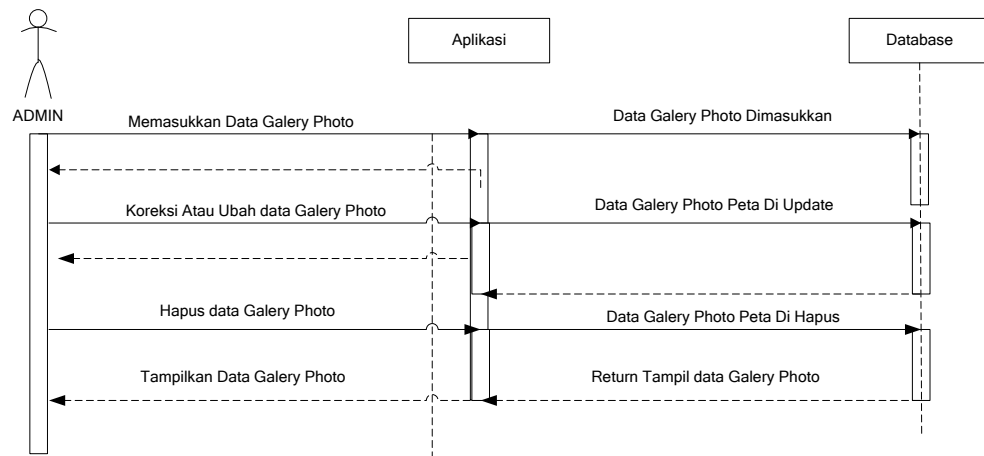 Aplikasi
Database
ADMIN
Memasukkan Data Galery Photo
Data Galery Photo Dimasukkan
Koreksi Atau Ubah data Galery Photo
Data Galery Photo Peta Di Update
Hapus data Galery Photo
Data Galery Photo Peta Di Hapus
Tampilkan Data Galery Photo
Return Tampil data Galery Photo